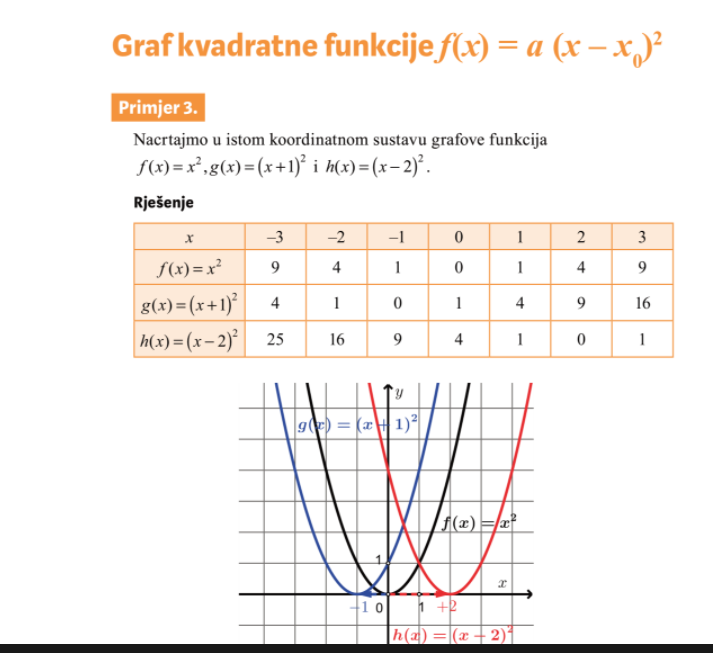 Graf kvadratne funkcije f(x) = a (x – x₀)²
Primjer 3.
Nacrtajmo u istom koordinatnom sustavu grafove funkcija
f(x) = x², g(x) = (x+1)² i h(x) = (x–2)².
Rješenje
x –3 –2 –1 0 1 2 3
f(x) = x² 9 4 1 0 1 4 9
g(x) = (x+1)² 4 1 0 1 4 9 16
h(x) = (x–2)² 25 16 9 4 1 0 1
y
g(x) = (x + 1)²
f(x) = x²
1
x
–1 0 1 +2
h(x) = (x – 2)²